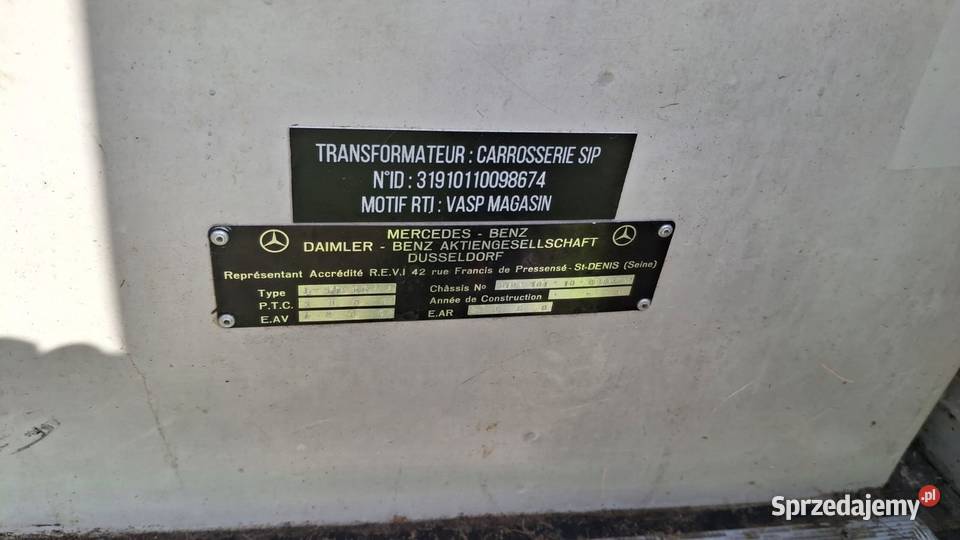 TRANSFORMATEUR : CARROSSERIE SIP
N°ID : 31910110098674
MOTIF RTI : VASP MAGASIN
MERCEDES - BENZ
DAIMLER - BENZ AKTIENGESELLSCHAFT
DUSSELDORF
Représentant Accrédité R.E.V.I 42 rue Francis de Pressensé - St-DENIS (Seine)
Type
Châssis No
P.T.C.
Année de Construction
E.AV
E.AR
Sprzedajemy.pl